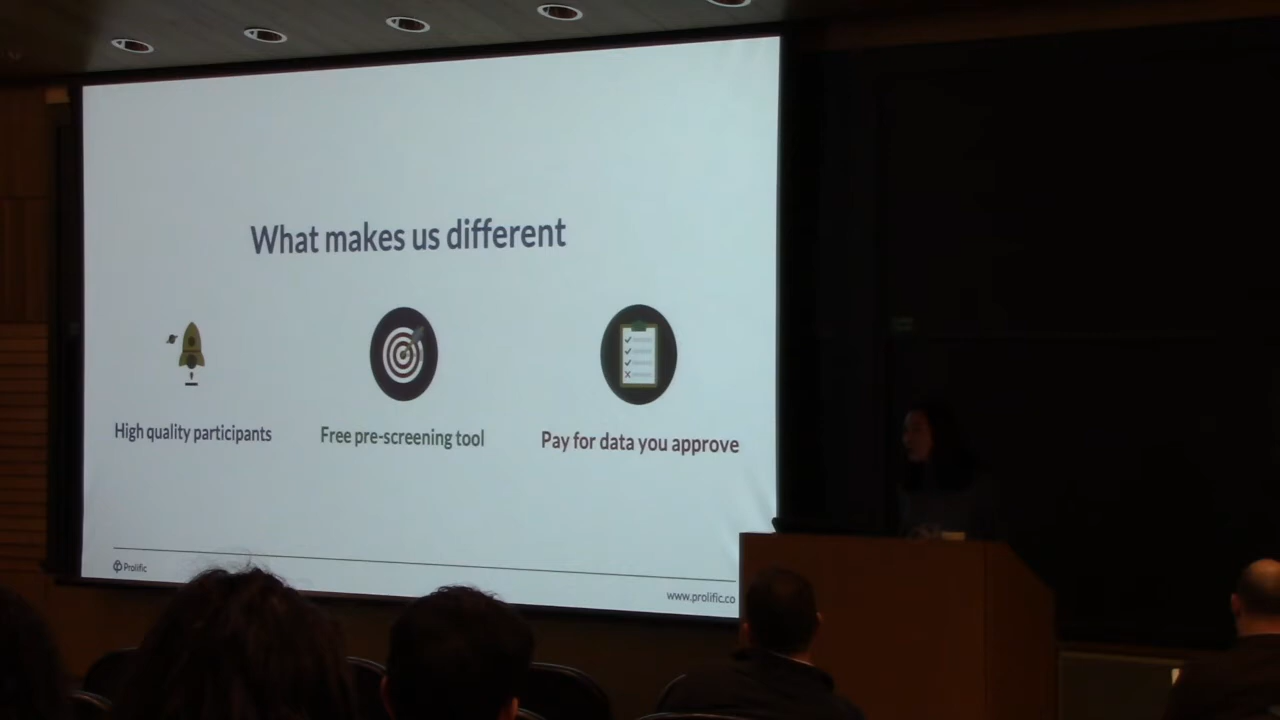 What makes us different
High quality participants
Free pre-screening tool
Pay for data you approve
Prolific
www.prolific.co